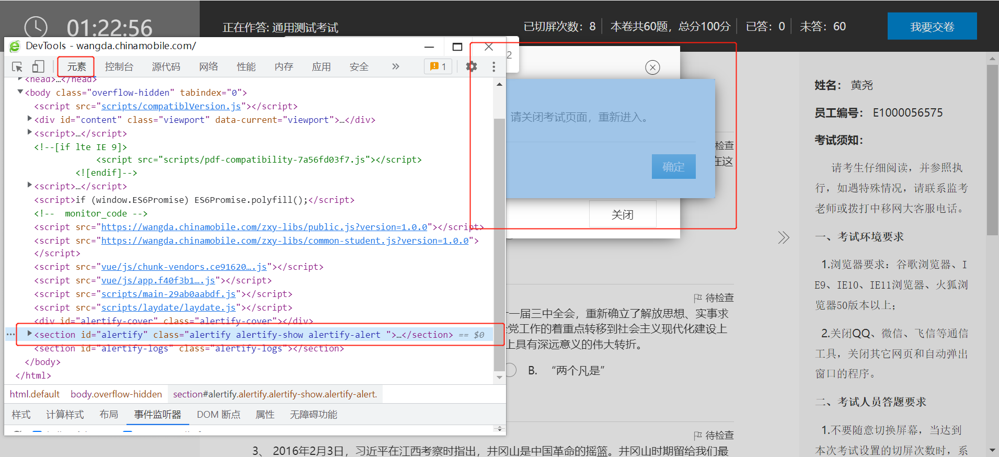 01:22:56
正在作答: 通用测试考试
已切屏次数：8
本卷共60题，总分100分
已答：0
未答：60
我要交卷
DevTools - wangda.chinamobile.com/
元素
控制台
源代码
网络
性能
内存
应用
安全
1
<head>…</head>
<body class="overflow-hidden" tabindex="0">
<script src="scripts/compatiblVersion.js"></script>
<div id="content" class="viewport" data-current="viewport">…</div>
<script>…</script>
<!--[if lte IE 9]>
<script src="scripts/pdf-compatibility-7a56fd03f7.js"></script>
<![endif]-->
<script>…</script>
<script>if (window.ES6Promise) ES6Promise.polyfill();</script>
<!--  monitor_code -->
<script src="https://wangda.chinamobile.com/zxy-libs/public.js?version=1.0.0"></script>
<script src="https://wangda.chinamobile.com/zxy-libs/common-student.js?version=1.0.0">
</script>
<script src="vue/js/chunk-vendors.ce91620….js"></script>
<script src="vue/js/app.f40f3b1….js"></script>
<script src="scripts/main-29ab0aabdf.js"></script>
<script src="scripts/laydate/laydate.js"></script>
<div id="alertify-cover" class="alertify-cover"></div>
<section id="alertify" class="alertify alertify-show alertify-alert ">…</section> == $0
<section id="alertify-logs" class="alertify-logs"></section>
</body>
</html>
html.default
body.overflow-hidden
section#alertify.alertify.alertify-show.alertify-alert.
样式
计算样式
布局
事件监听器
DOM 断点
属性
无障碍功能
2
请关闭考试页面，重新进入。
确定
关闭
待检查
在这
待检查
一届三中全会，重新确立了解放思想、实事求
党工作的着重点转移到社会主义现代化建设上
上具有深远意义的伟大转折。
B. “两个凡是”
待检查
3、 2016年2月3日，习近平在江西考察时指出，井冈山是中国革命的摇篮。井冈山时期留给我们最
姓名： 黄尧
员工编号： E1000056575
考试须知：
请考生仔细阅读，并参照执
行，如遇特殊情况，请联系监考
老师或拨打中移网大客服电话。
一、考试环境要求
1.浏览器要求：谷歌浏览器、I
E9、IE10、IE11浏览器、火狐浏
览器50版本以上；
2.关闭QQ、微信、飞信等通信
工具，关闭其它网页和自动弹出
窗口的程序。
二、考试人员答题要求
1.不要随意切换屏幕，当达到
本次考试设置的切屏次数时，系